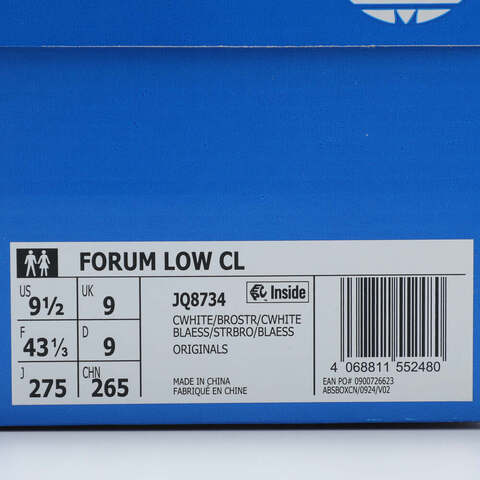 FORUM LOW CL
US 9½ UK 9
F 43⅓ D 9
J 275 CHN 265
JQ8734 Inside
CWHITE/BROSTR/CWHITE
BLAESS/STRBRO/BLAESS
ORIGINALS
MADE IN CHINA
FABRIQUÉ EN CHINE
4 068811 552480
EAN PO# 0900726623
ABSBOXCN/0924/V02